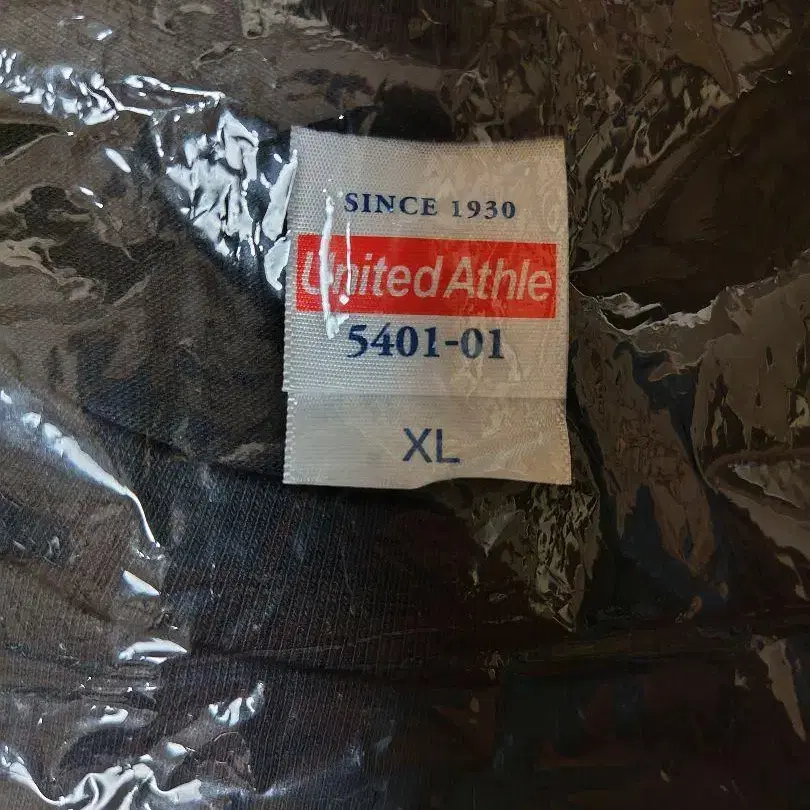 SINCE 1930
United Athle
5401-01
XL